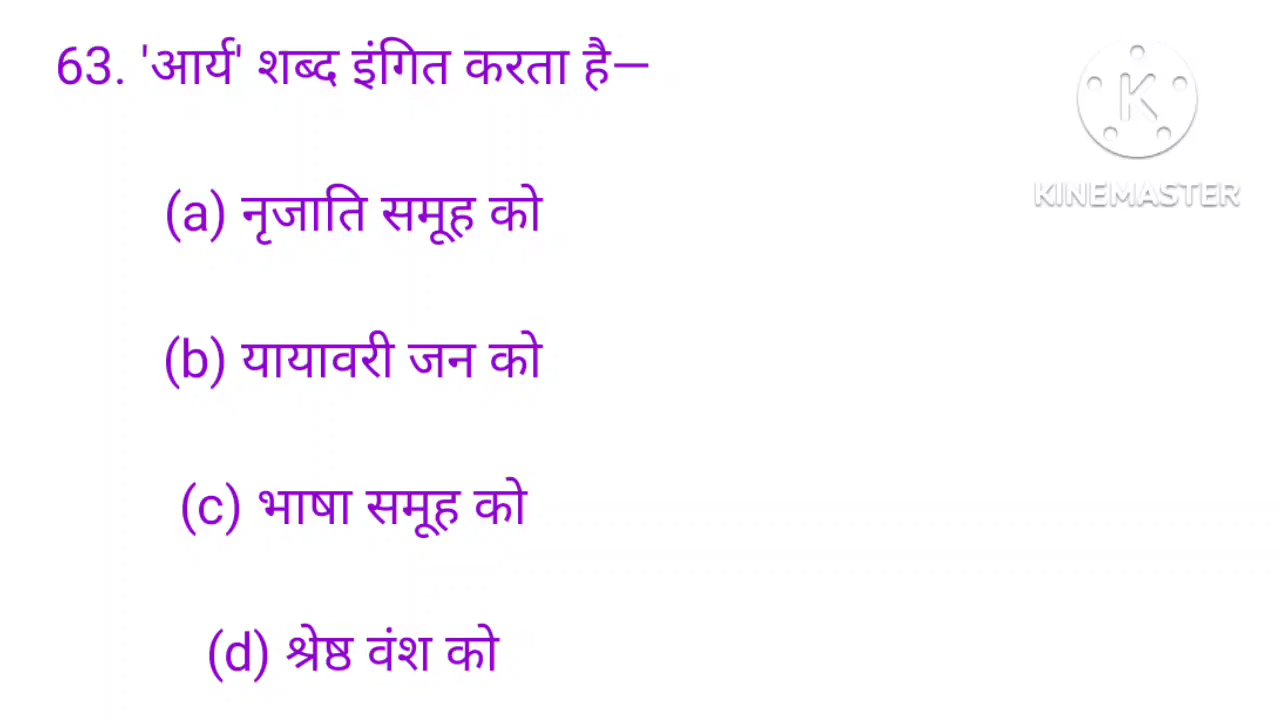 63. 'आर्य' शब्द इंगित करता है—
(a) नृजाति समूह को
(b) यायावरी जन को
(c) भाषा समूह को
(d) श्रेष्ठ वंश को
K
KINEMASTER